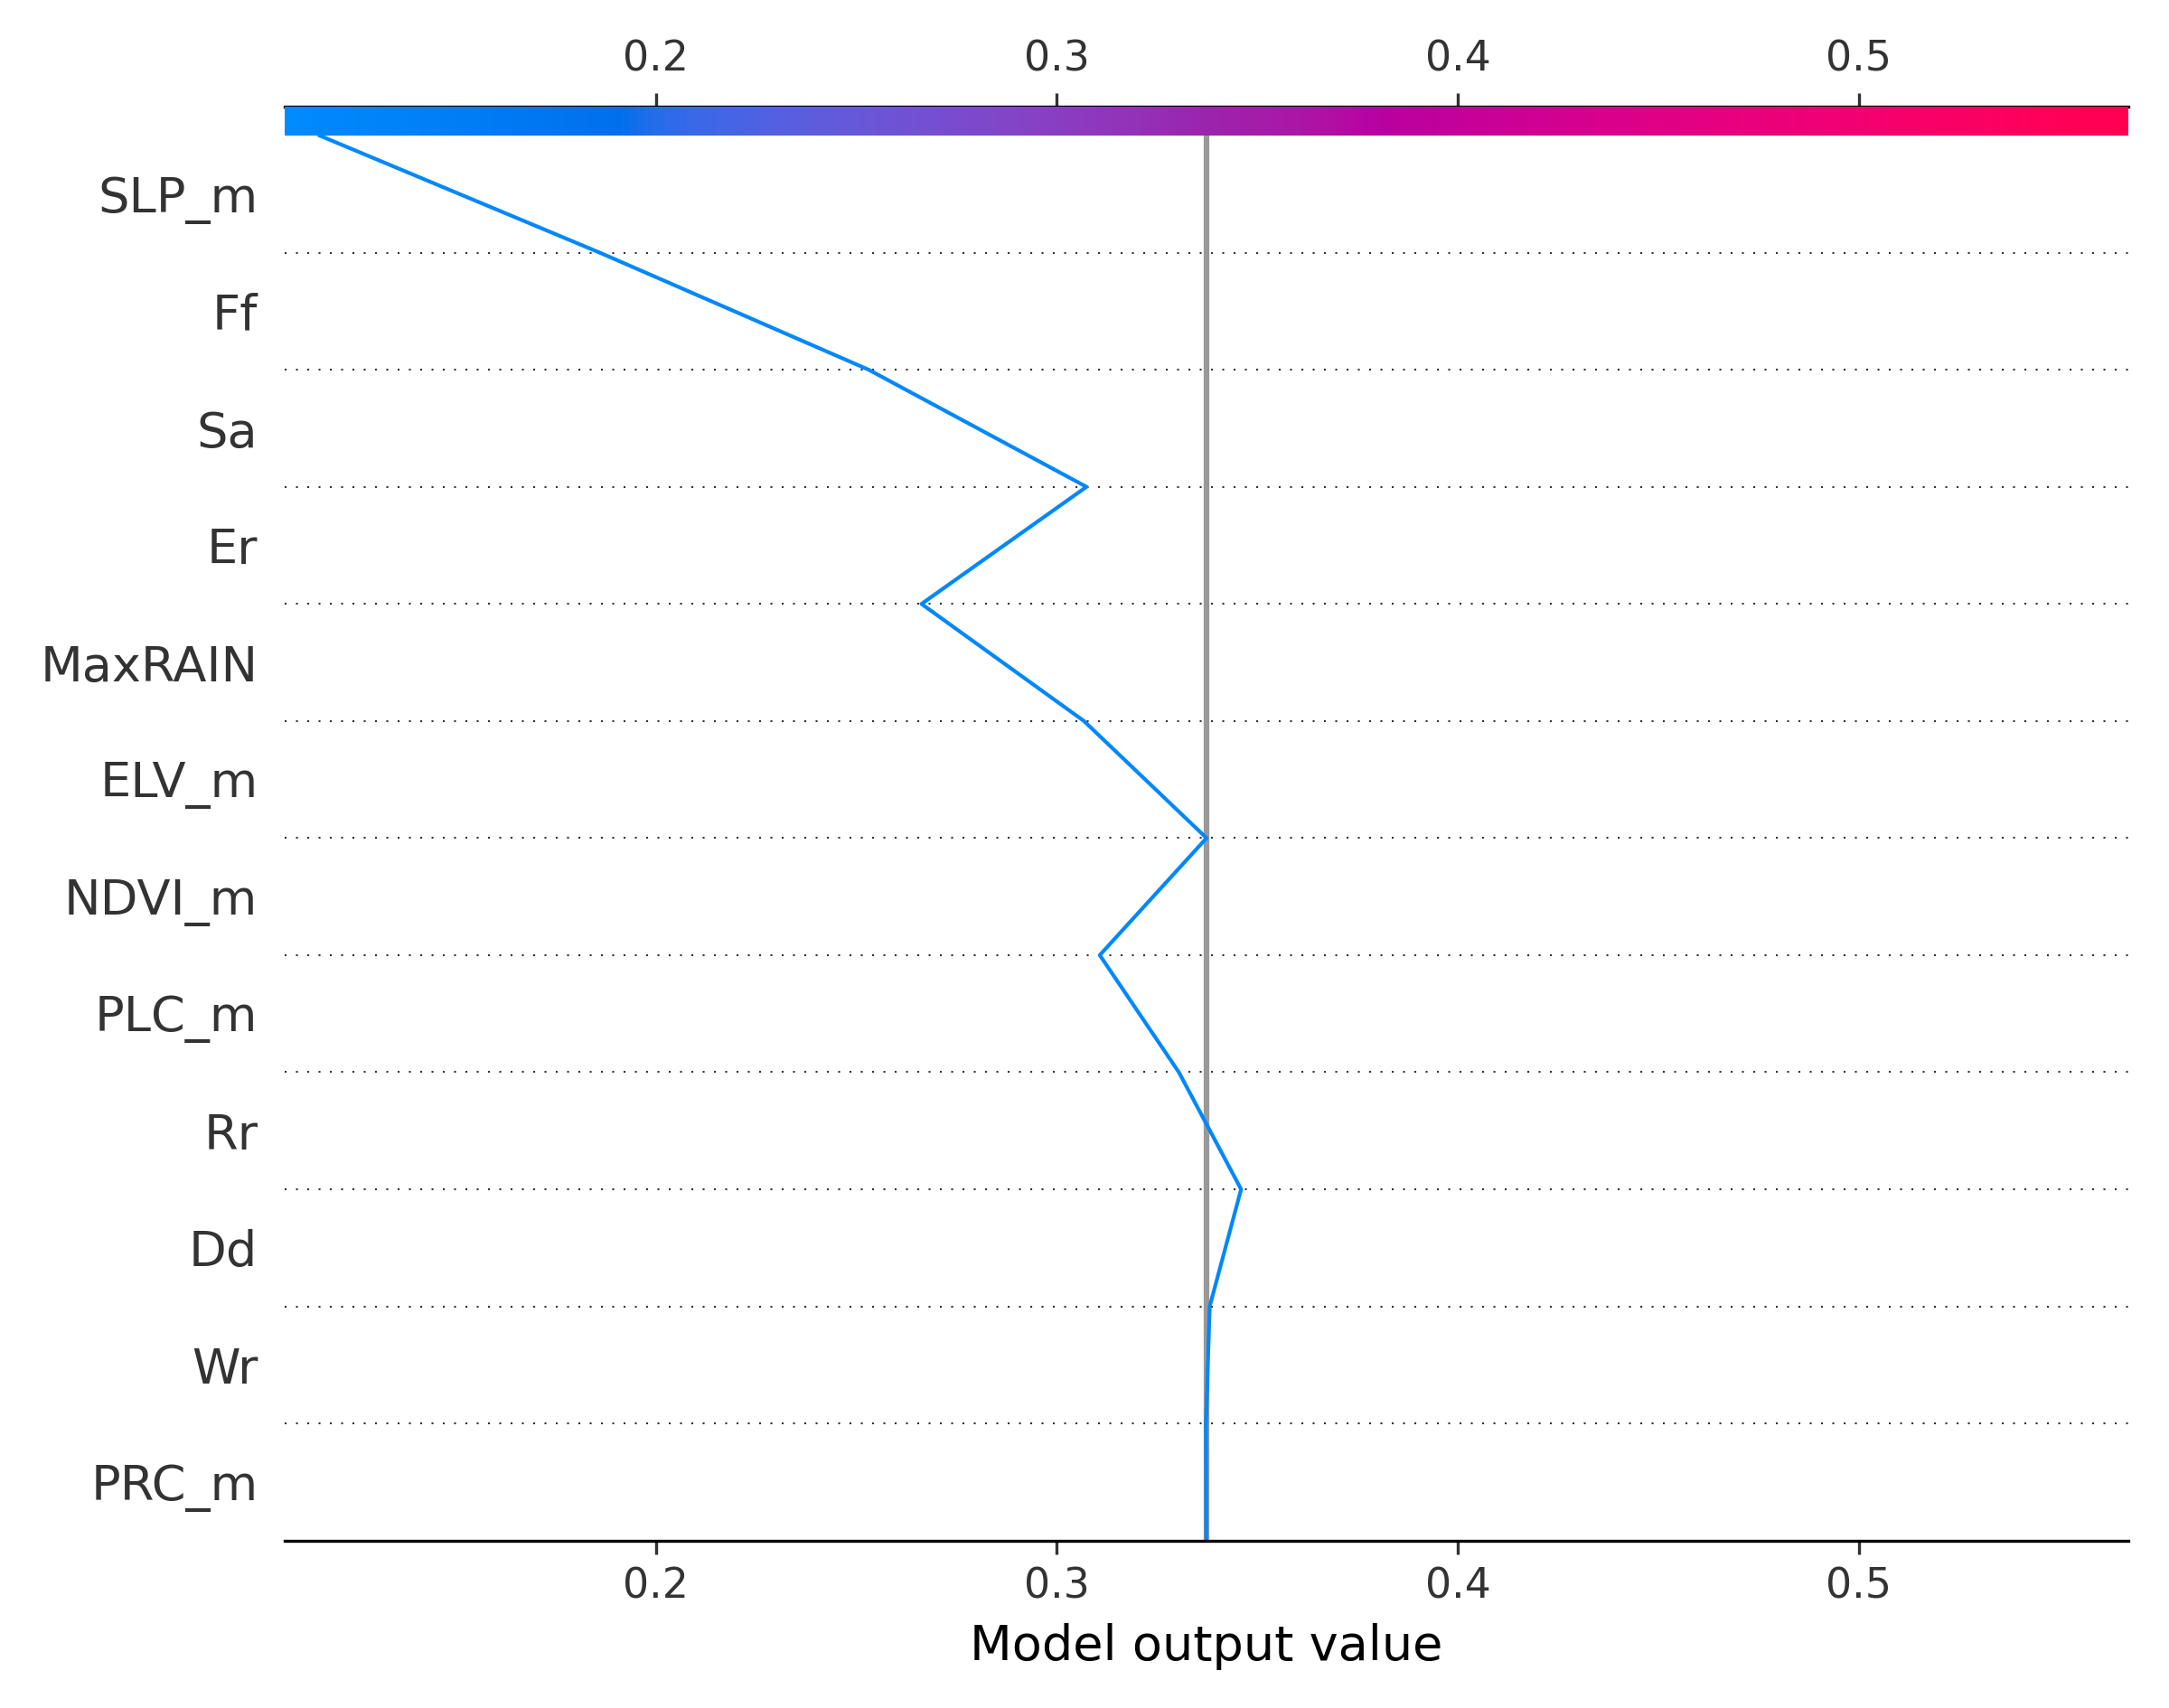 0.2 0.3 0.4 0.5
SLP_m
Ff
Sa
Er
MaxRAIN
ELV_m
NDVI_m
PLC_m
Rr
Dd
Wr
PRC_m
0.2 0.3 0.4 0.5
Model output value